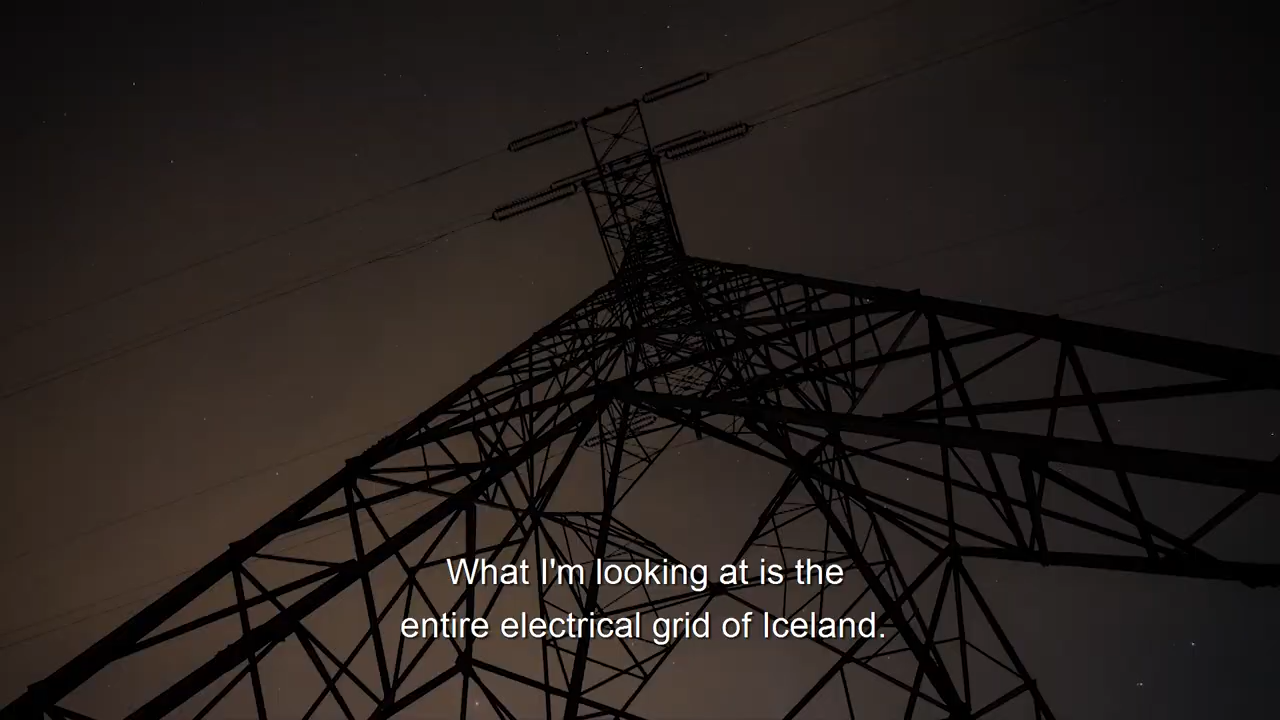 What I'm looking at is the
entire electrical grid of Iceland.